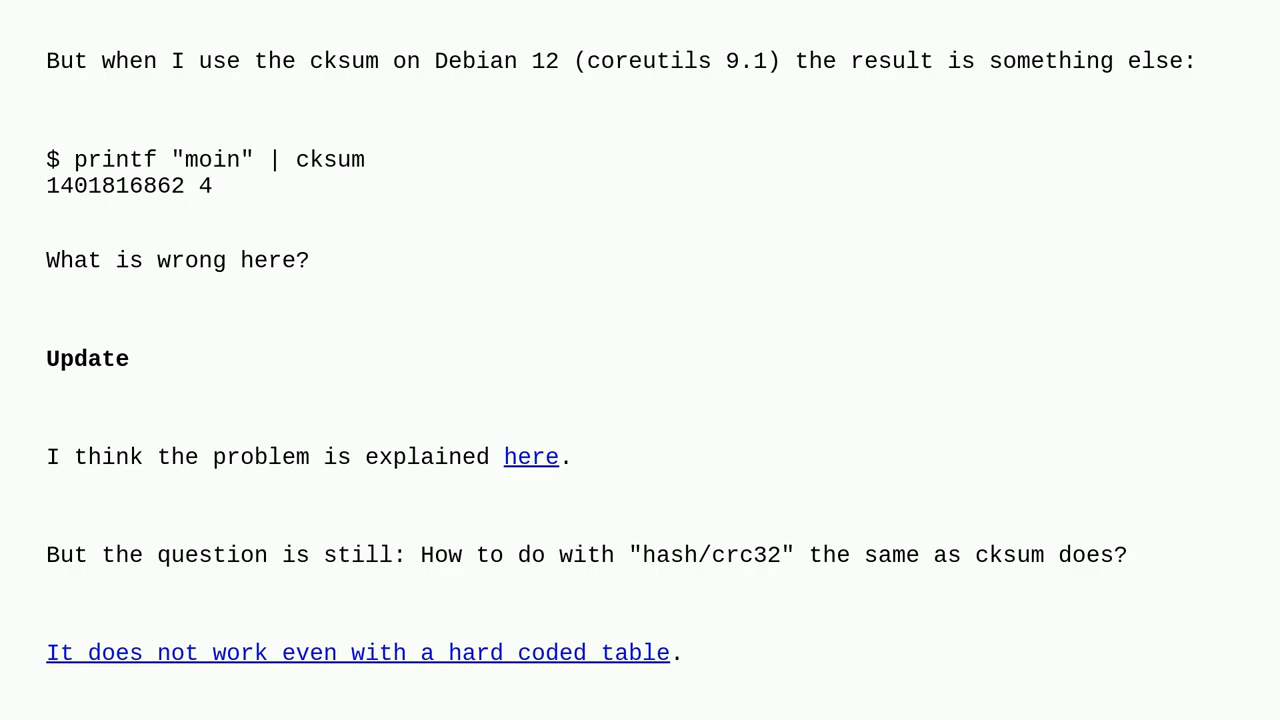 But when I use the cksum on Debian 12 (coreutils 9.1) the result is something else:
$ printf "moin" | cksum
1401816862 4
What is wrong here?
Update
I think the problem is explained here.
But the question is still: How to do with "hash/crc32" the same as cksum does?
It does not work even with a hard coded table.